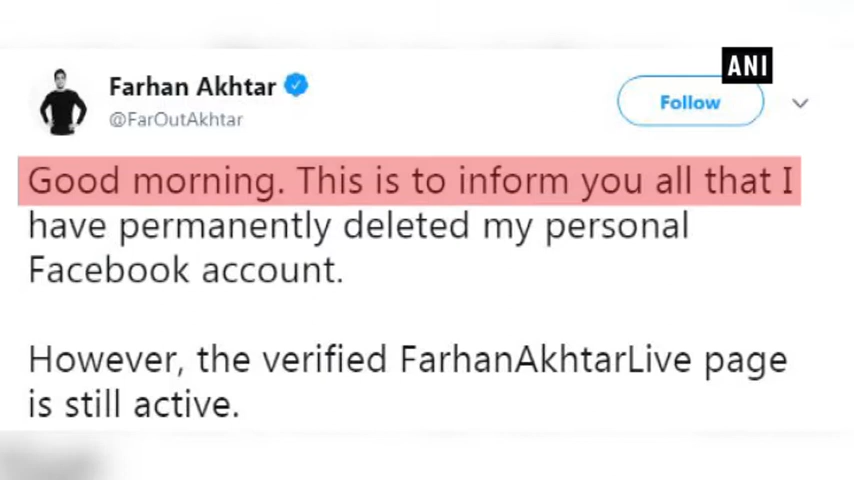 ANI
Farhan Akhtar
@FarOutAkhtar
Follow
Good morning. This is to inform you all that I
have permanently deleted my personal
Facebook account.
However, the verified FarhanAkhtarLive page
is still active.